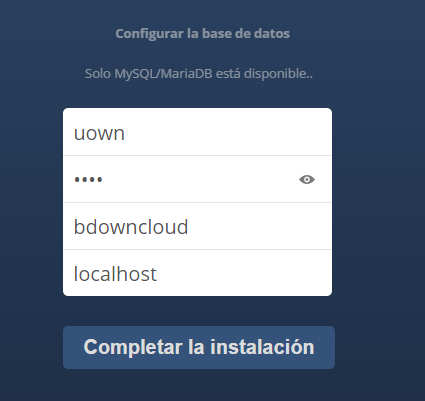 Configurar la base de datos
Solo MySQL/MariaDB está disponible..
uown
••••
bdowncloud
localhost
Completar la instalación